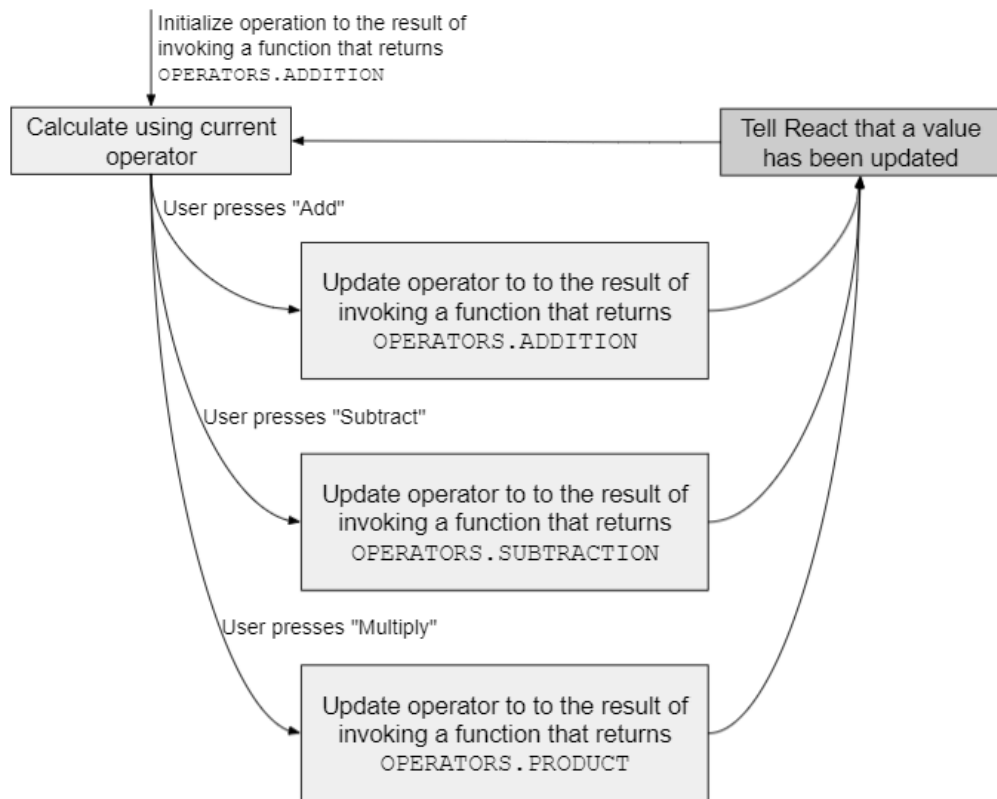 Initialize operation to the result of
invoking a function that returns
OPERATORS.ADDITION
Calculate using current
operator
Tell React that a value
has been updated
User presses "Add"
Update operator to to the result of
invoking a function that returns
OPERATORS.ADDITION
User presses "Subtract"
Update operator to to the result of
invoking a function that returns
OPERATORS.SUBTRACTION
User presses "Multiply"
Update operator to to the result of
invoking a function that returns
OPERATORS.PRODUCT